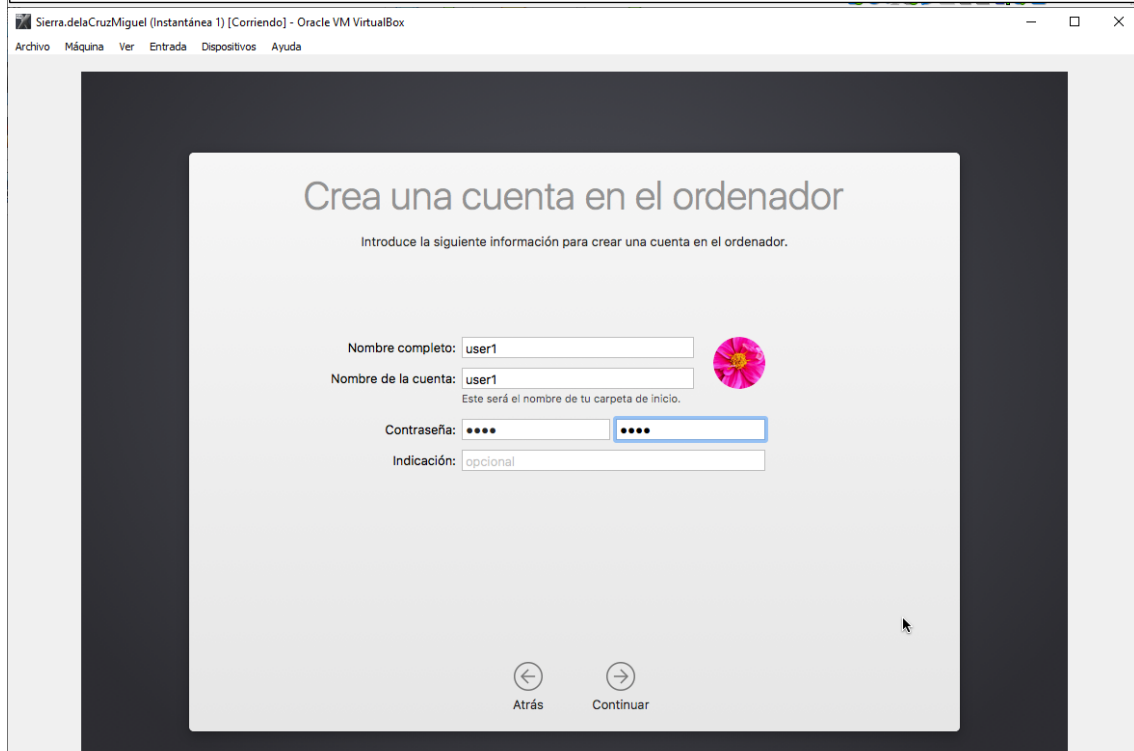 Sierra.delaCruzMiguel (Instantánea 1) [Corriendo] - Oracle VM VirtualBox
Archivo Máquina Ver Entrada Dispositivos Ayuda
Crea una cuenta en el ordenador
Introduce la siguiente información para crear una cuenta en el ordenador.
Nombre completo: user1
Nombre de la cuenta: user1
Este será el nombre de tu carpeta de inicio.
Contraseña: •••• ••••
Indicación: opcional
Atrás Continuar